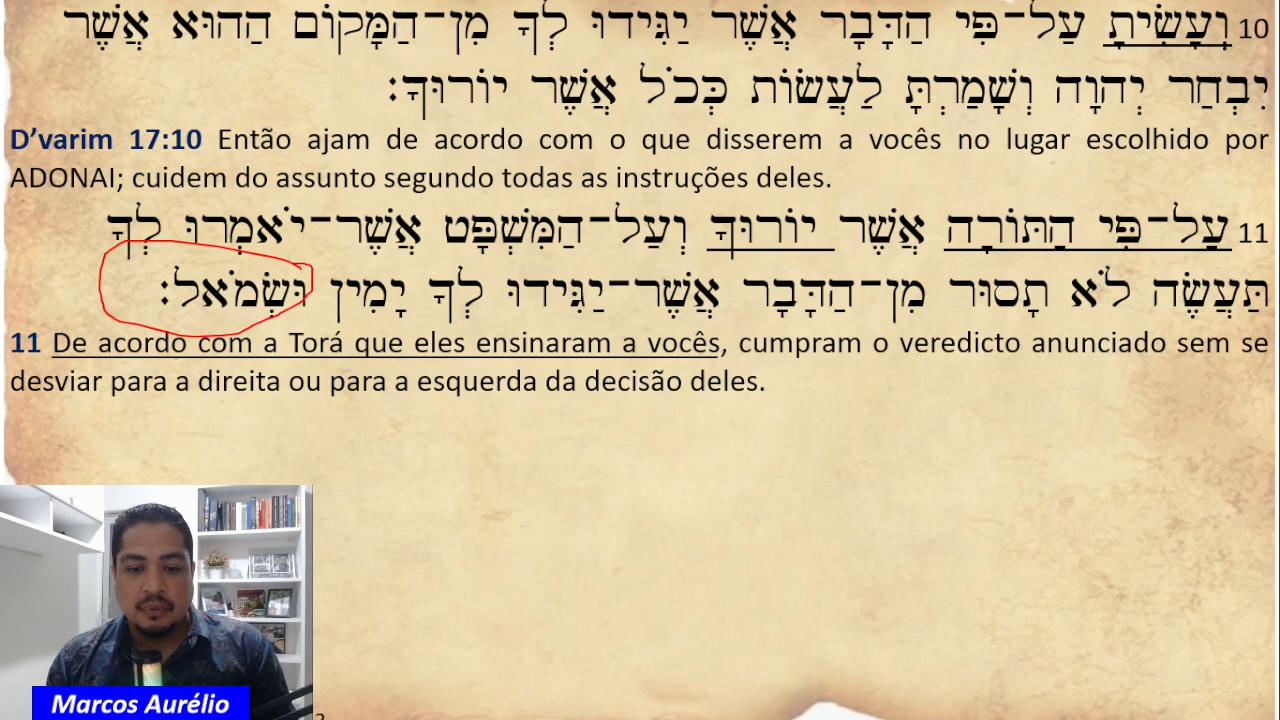 10 וְעָשִׂיתָ עַל־פִּי הַדָּבָר אֲשֶׁר יַגִּידוּ לְךָ מִן־הַמָּקוֹם הַהוּא אֲשֶׁר
יִבְחַר יְהוָה וְשָׁמַרְתָּ לַעֲשׂוֹת כְּכֹל אֲשֶׁר יוֹרוּךָ׃
D’varim 17:10 Então ajam de acordo com o que disserem a vocês no lugar escolhido por
ADONAI; cuidem do assunto segundo todas as instruções deles.
11 עַל־פִּי הַתּוֹרָה אֲשֶׁר יוֹרוּךָ וְעַל־הַמִּשְׁפָּט אֲשֶׁר־יֹאמְרוּ לְךָ
תַּעֲשֶׂה לֹא תָסוּר מִן־הַדָּבָר אֲשֶׁר־יַגִּידוּ לְךָ יָמִין וּשְׂמֹאל׃
11 De acordo com a Torá que eles ensinaram a vocês, cumpram o veredicto anunciado sem se
desviar para a direita ou para a esquerda da decisão deles.
Marcos Aurélio